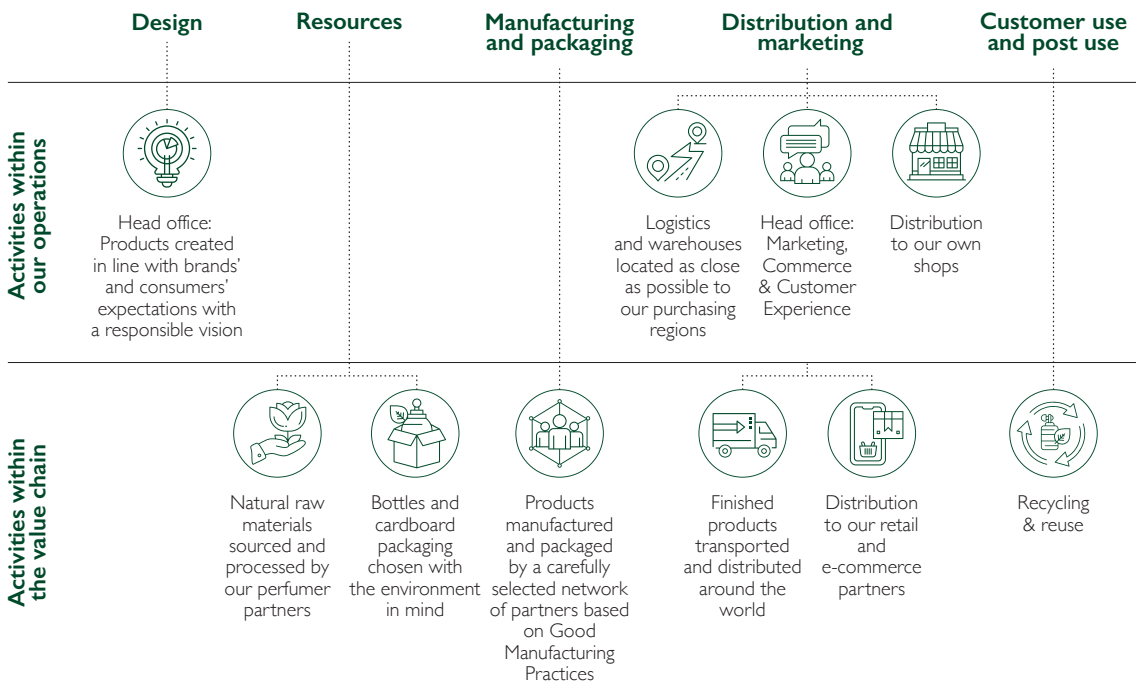 Design
Resources
Manufacturing
and packaging
Distribution and
marketing
Customer use
and post use
Activities within
our operations
Head office:
Products created
in line with brands’
and consumers’
expectations with
a responsible vision
Logistics
and warehouses
located as close
as possible to
our purchasing
regions
Head office:
Marketing,
Commerce
& Customer
Experience
Distribution
to our own
shops
Activities within
the value chain
Natural raw
materials
sourced and
processed by
our perfumer
partners
Bottles and
cardboard
packaging
chosen with
the environment
in mind
Products
manufactured
and packaged
by a carefully
selected network
of partners based
on Good
Manufacturing
Practices
Finished
products
transported
and distributed
around the
world
Distribution
to our retail
and
e-commerce
partners
Recycling
& reuse